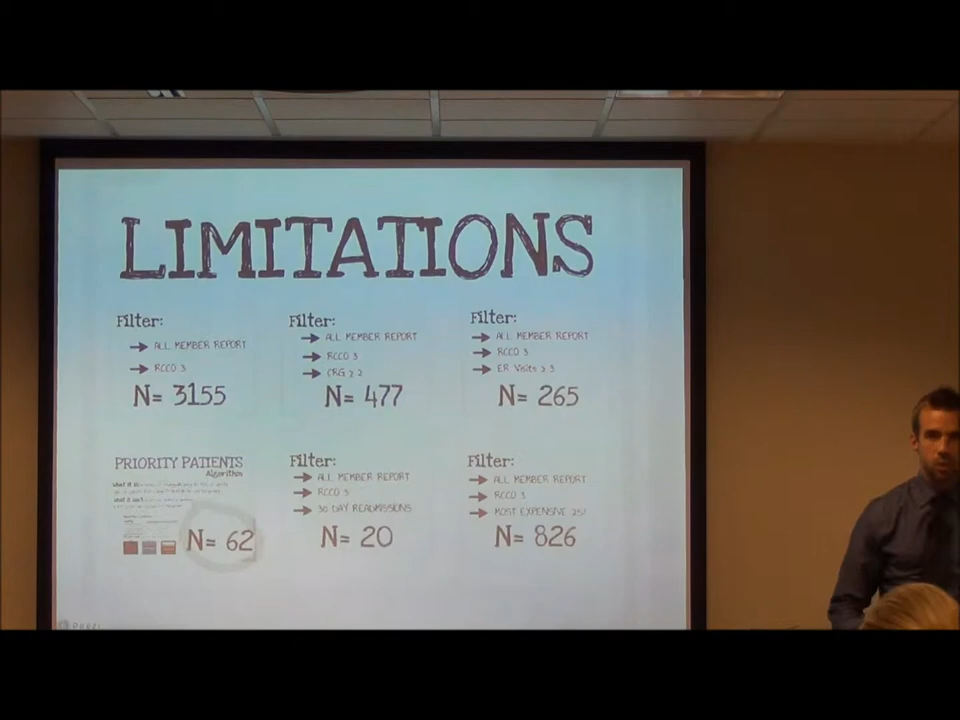 LIMITATIONS
Filter:
ALL MEMBER REPORT
RCCO 3
N= 3155
Filter:
ALL MEMBER REPORT
RCCO 3
CRG ≥ 2
N= 477
Filter:
ALL MEMBER REPORT
RCCO 3
ER Visits ≥ 3
N= 265
PRIORITY PATIENTS
Algorithm
N= 62
Filter:
ALL MEMBER REPORT
RCCO 3
30 DAY READMISSIONS
N= 20
Filter:
ALL MEMBER REPORT
RCCO 3
MOST EXPENSIVE
N= 826
Prezi